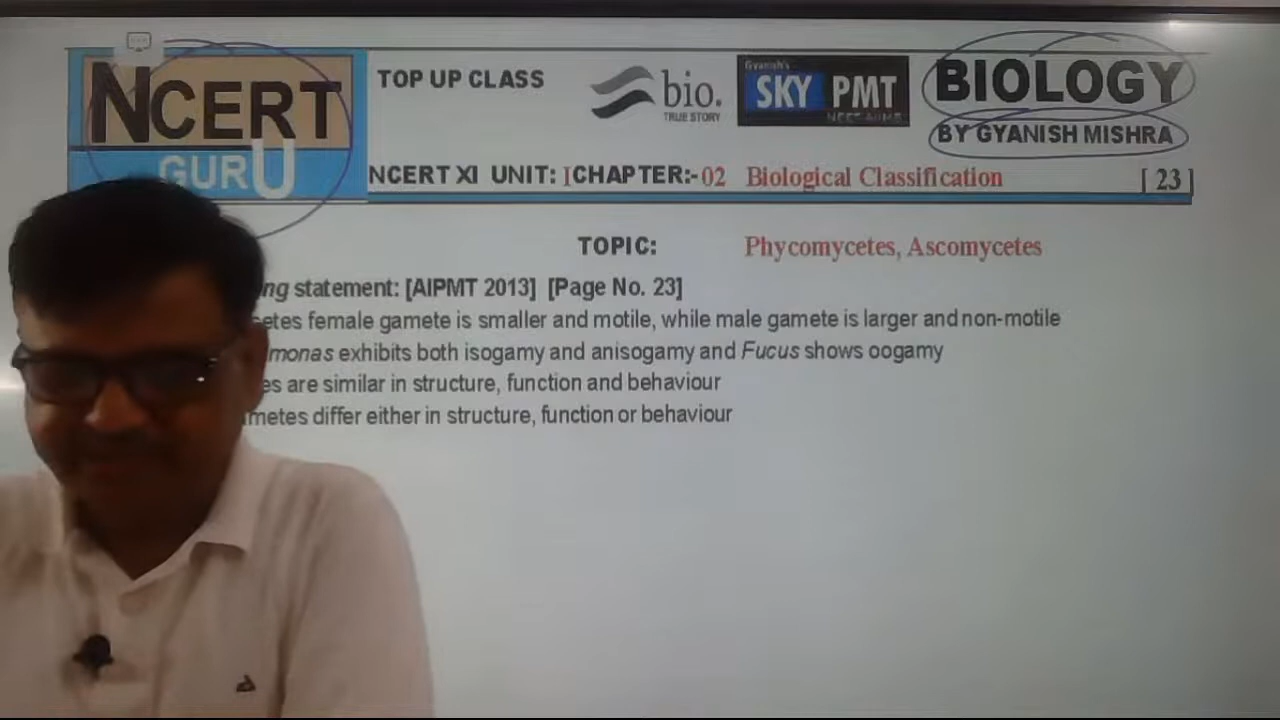 NCERT
GURU
TOP UP CLASS
bio.
TRUE STORY
Gyanish's
SKY PMT
NEET AIIMS
BIOLOGY
BY GYANISH MISHRA
NCERT XI UNIT: I CHAPTER:- 02 Biological Classification [ 23 ]
TOPIC: Phycomycetes, Ascomycetes
statement: [AIPMT 2013] [Page No. 23]
female gamete is smaller and motile, while male gamete is larger and non-motile
exhibits both isogamy and anisogamy and Fucus shows oogamy
are similar in structure, function and behaviour
differ either in structure, function or behaviour